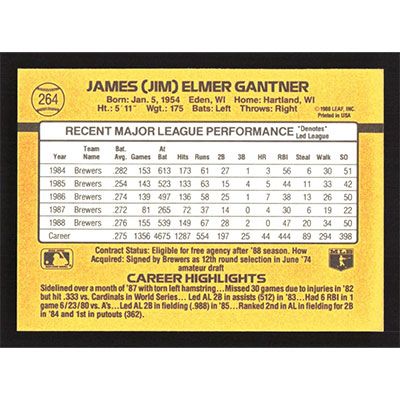 264
JAMES (JIM) ELMER GANTNER
Born: Jan. 5, 1954 Eden, WI Home: Hartland, WI
Ht.: 5' 11" Wgt.: 175 Bats: Left Throws: Right
© 1988 LEAF, INC.
Printed in USA
RECENT MAJOR LEAGUE PERFORMANCE *Denotes* Led League
Year Team Name Bat. Avg. Games At Bat Hits Runs 2B 3B HR RBI Steal Walk SO
1984 Brewers .282 153 613 173 61 27 1 3 56 6 30 51
1985 Brewers .254 143 523 133 63 15 4 5 44 11 33 42
1986 Brewers .274 139 497 136 58 25 1 7 38 13 26 50
1987 Brewers .272 81 265 72 37 14 0 4 30 6 19 22
1988 Brewers .276 155 539 149 67 28 2 0 47 20 34 50
Career .275 1356 4675 1287 554 197 25 44 444 89 294 398
Contract Status: Eligible for free agency after '88 season. How
Acquired: Signed by Brewers as 12th round selection in June '74
amateur draft
MLB
CAREER HIGHLIGHTS
Sidelined over a month of '87 with torn left hamstring...Missed 30 games due to injuries in '82
but hit .333 vs. Cardinals in World Series... Led AL 2B in assists (512) in '83...Had 6 RBI in 1
game 6/23/80 vs. A's...Led AL 2B in fielding (.988) in '85...Ranked 2nd in AL in fielding for 2B
in '84 and 1st in putouts (362).